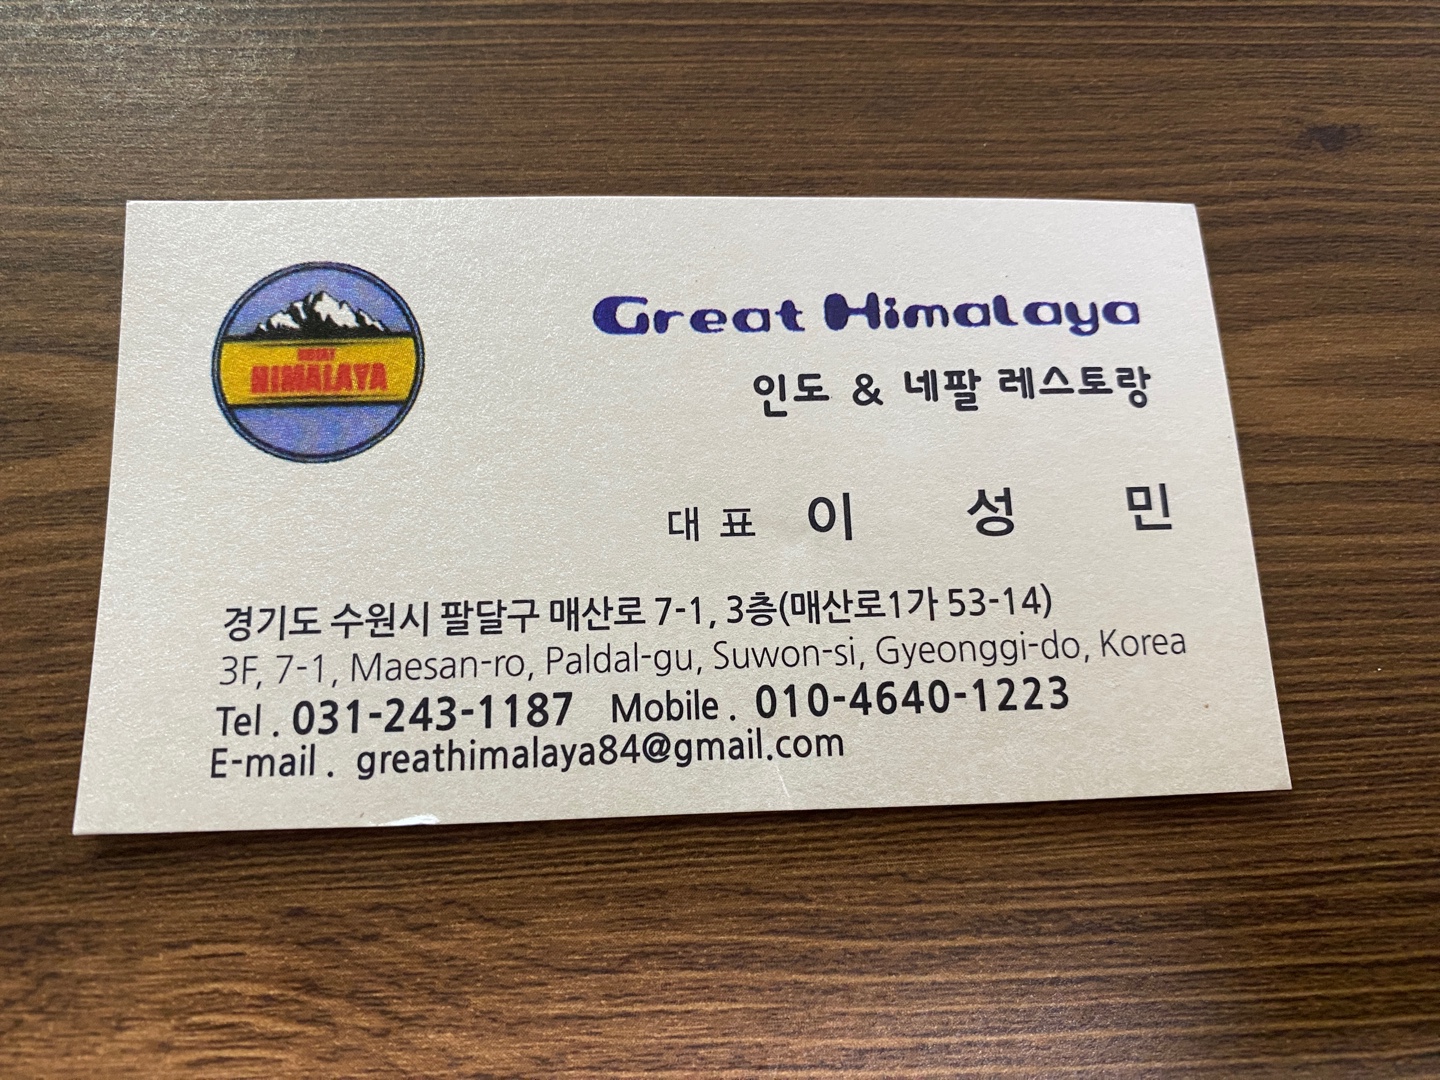 GREAT
HIMALAYA
Great Himalaya
인도 & 네팔 레스토랑
대 표 이 성 민
경기도 수원시 팔달구 매산로 7-1, 3층(매산로1가 53-14)
3F, 7-1, Maesan-ro, Paldal-gu, Suwon-si, Gyeonggi-do, Korea
Tel . 031-243-1187 Mobile . 010-4640-1223
E-mail . greathimalaya84@gmail.com